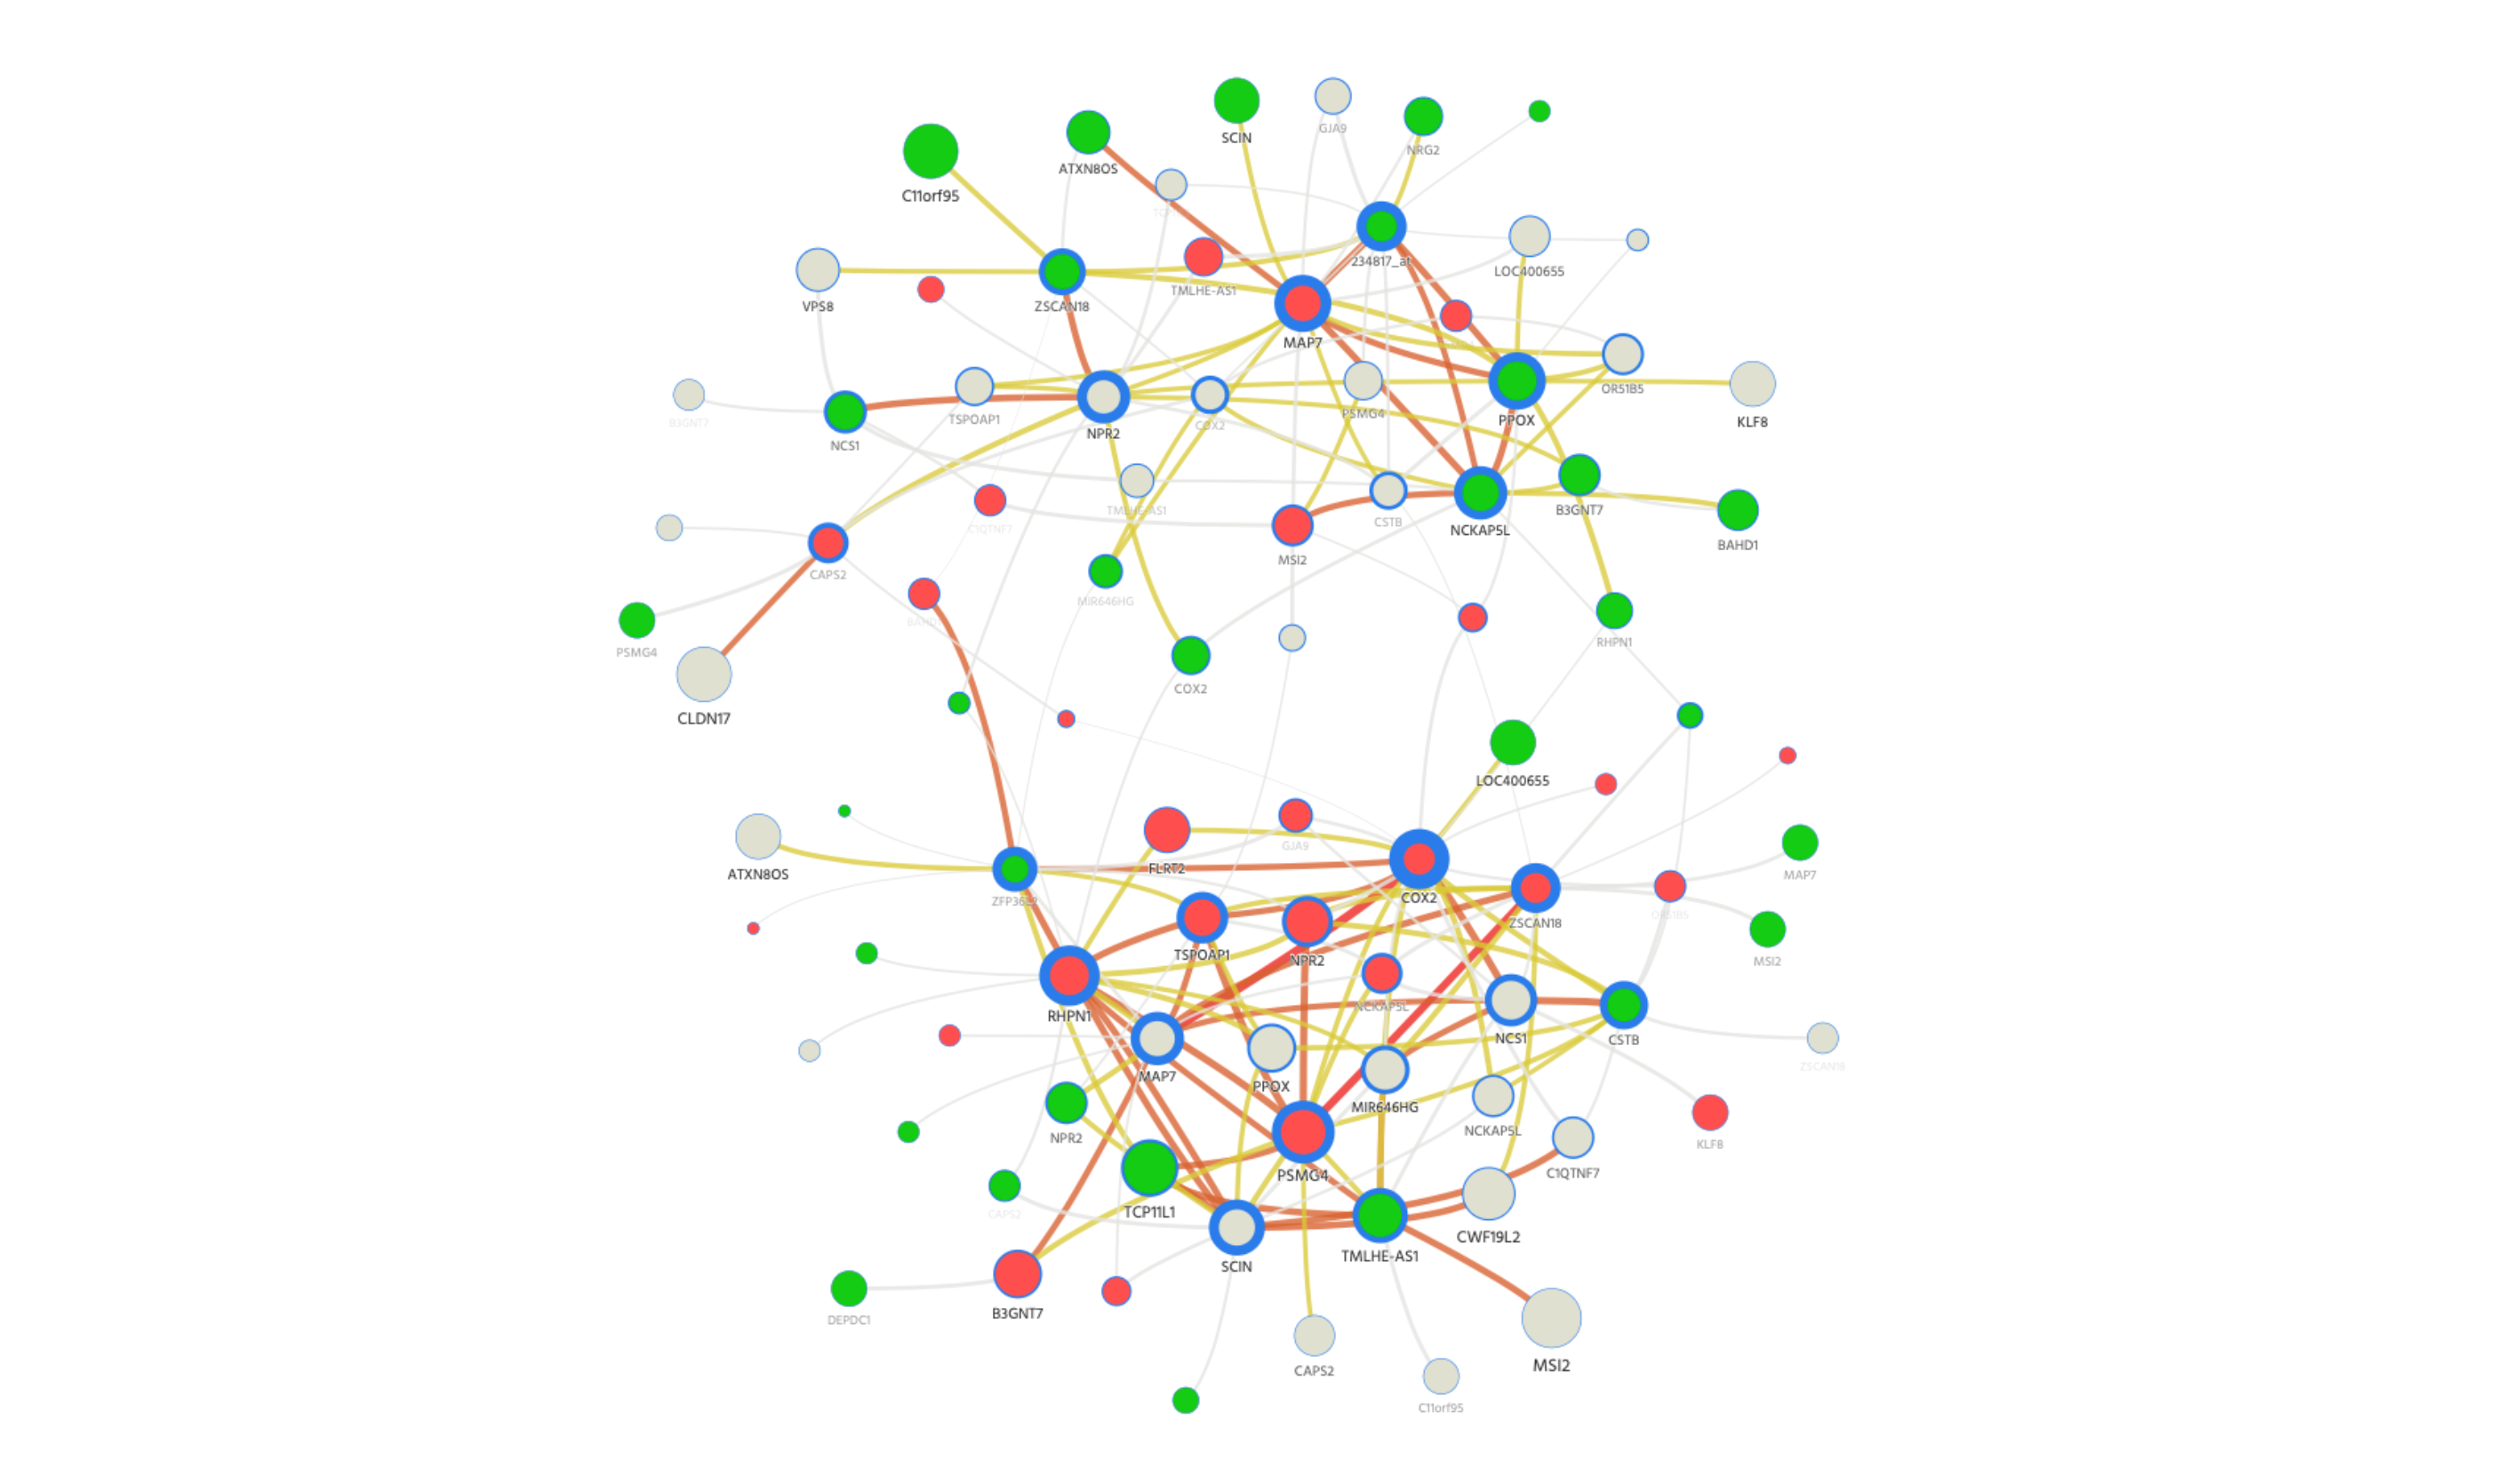 GJA9
SCIN
NRG2
ATXN8OS
C11orf95
234817_at
LOC400655
TMLHE-AS1
VPS8
ZSCAN18
MAP7
OR51B5
PSMG4
TSPOAP1
B3GNT7
PPOX
KLF8
COX2
NPR2
NCS1
TMLHE-AS1
B3GNT7
CSTB
C1QTNF7
NCKAP5L
BAHD1
MSI2
CAPS2
MIR646HG
RHPN1
PSMG4
COX2
CLDN17
LOC400655
GJA9
FLRT2
ATXN8OS
MAP7
COX2
ZSCAN18
TSPOAP1
NPR2
MSI2
NCKAP5L
RHPN1
NCS1
CSTB
ZSCAN18
MAP7
PPOX
MIR646HG
NCKAP5L
NPR2
KLF8
C1QTNF7
PSMG4
TCP11L1
CAPS2
CWF19L2
TMLHE-AS1
SCIN
B3GNT7
DEPDC1
MSI2
CAPS2
C11orf95